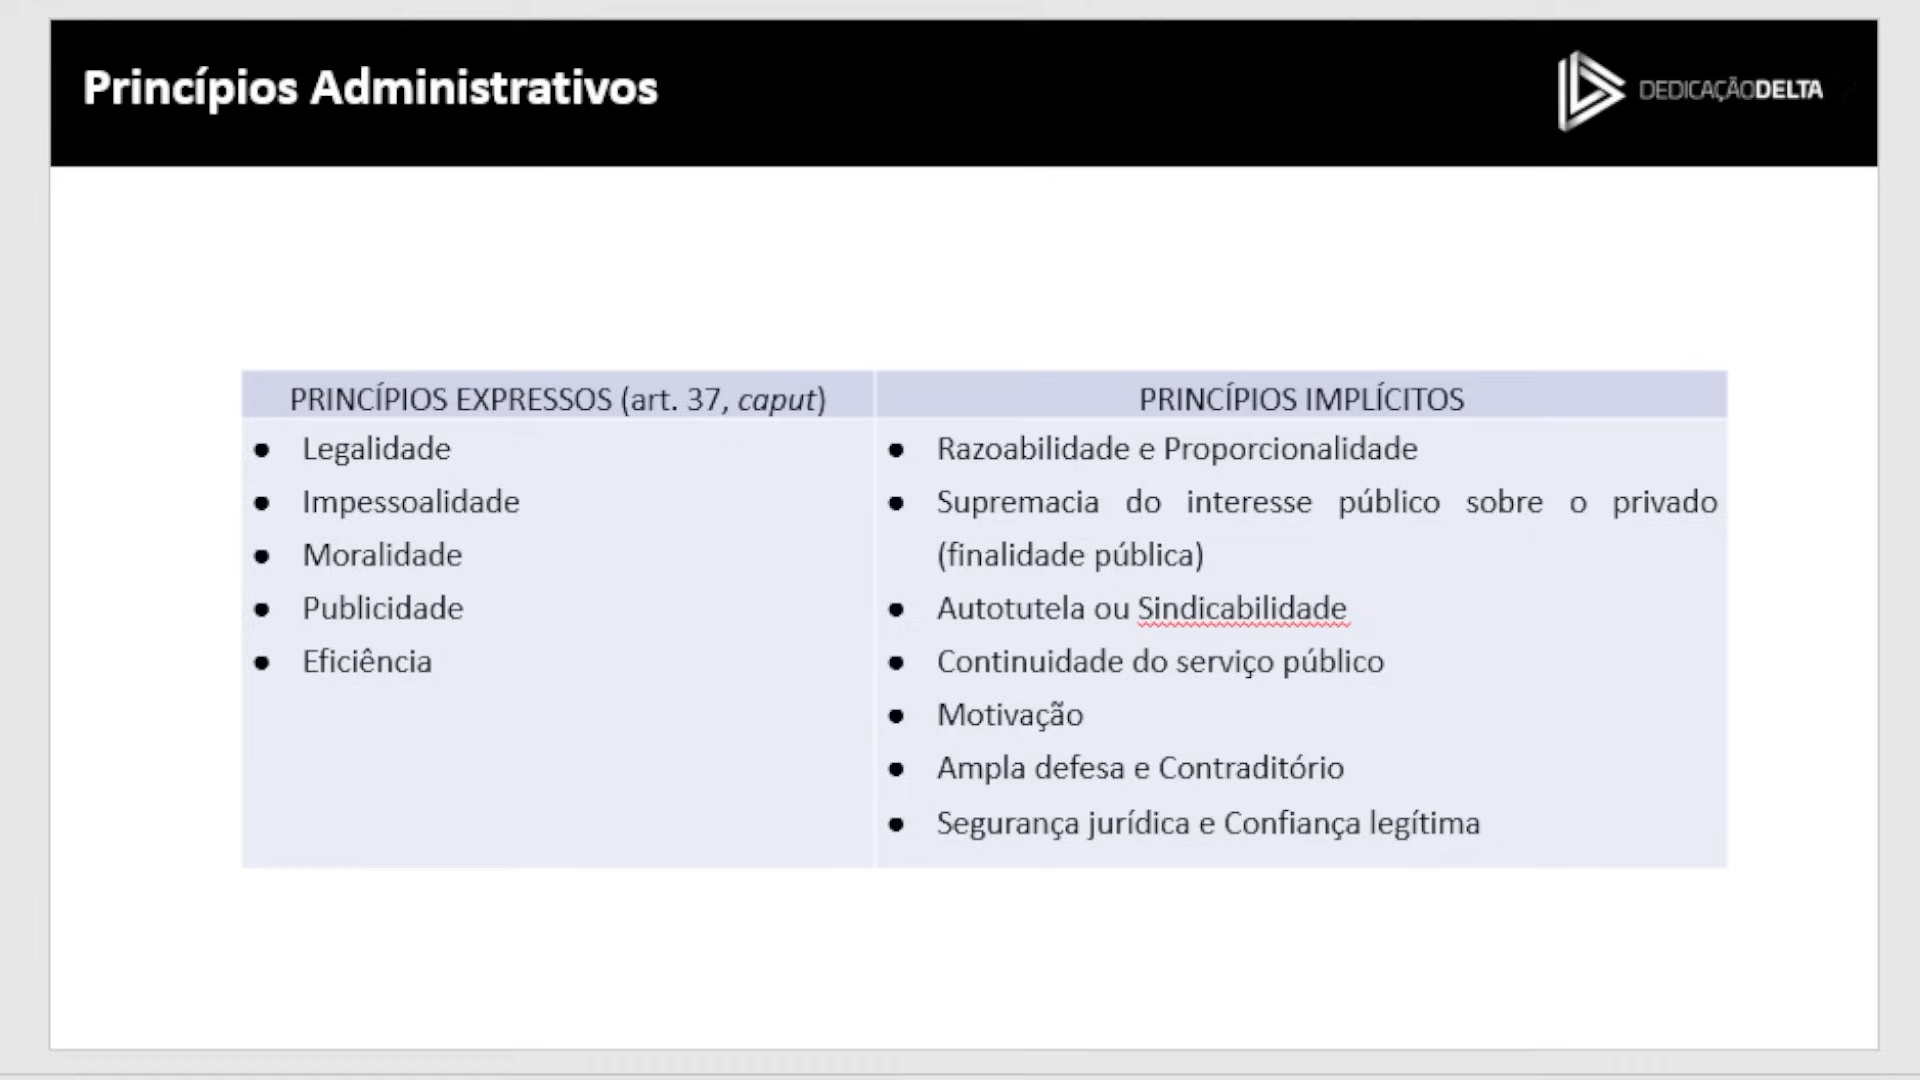 Princípios Administrativos
DEDICAÇÃODELTA
PRINCÍPIOS EXPRESSOS (art. 37, caput)
● Legalidade
● Impessoalidade
● Moralidade
● Publicidade
● Eficiência
PRINCÍPIOS IMPLÍCITOS
● Razoabilidade e Proporcionalidade
● Supremacia do interesse público sobre o privado
(finalidade pública)
● Autotutela ou Sindicabilidade
● Continuidade do serviço público
● Motivação
● Ampla defesa e Contraditório
● Segurança jurídica e Confiança legítima